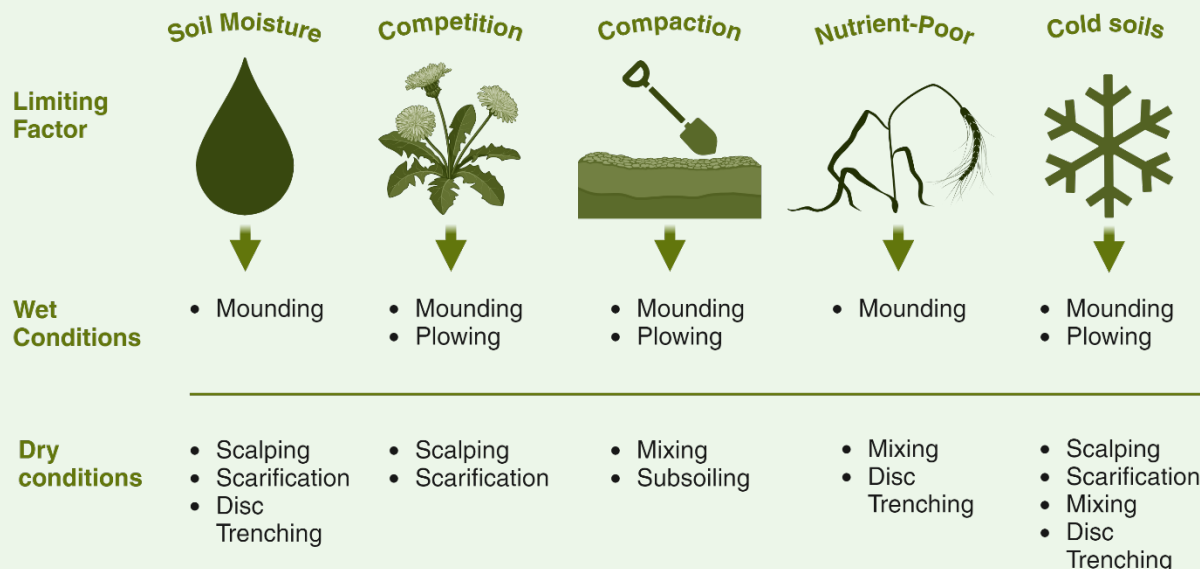 Soil Moisture
Competition
Compaction
Nutrient-Poor
Cold soils
Limiting
Factor
Wet
Conditions
• Mounding
• Mounding
• Plowing
• Mounding
• Plowing
• Mounding
• Mounding
• Plowing
Dry
conditions
• Scalping
• Scarification
• Disc
Trenching
• Scalping
• Scarification
• Mixing
• Subsoiling
• Mixing
• Disc
Trenching
• Scalping
• Scarification
• Mixing
• Disc
Trenching